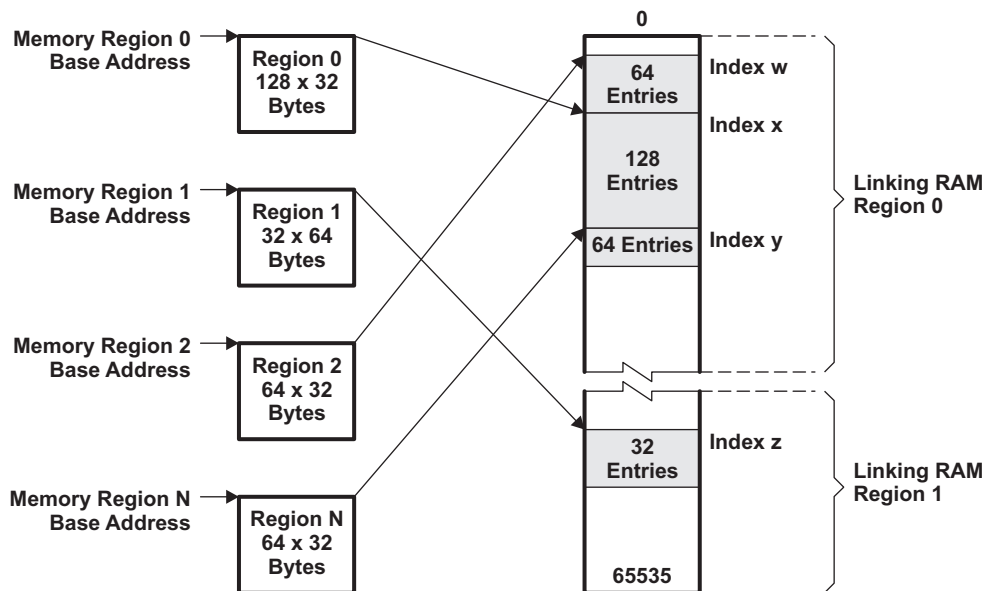 Memory Region 0
Base Address
Region 0
128 x 32
Bytes
Memory Region 1
Base Address
Region 1
32 x 64
Bytes
Memory Region 2
Base Address
Region 2
64 x 32
Bytes
Memory Region N
Base Address
Region N
64 x 32
Bytes
0
64
Entries
Index w
Index x
128
Entries
64 Entries
Index y
Linking RAM
Region 0
32
Entries
Index z
Linking RAM
Region 1
65535